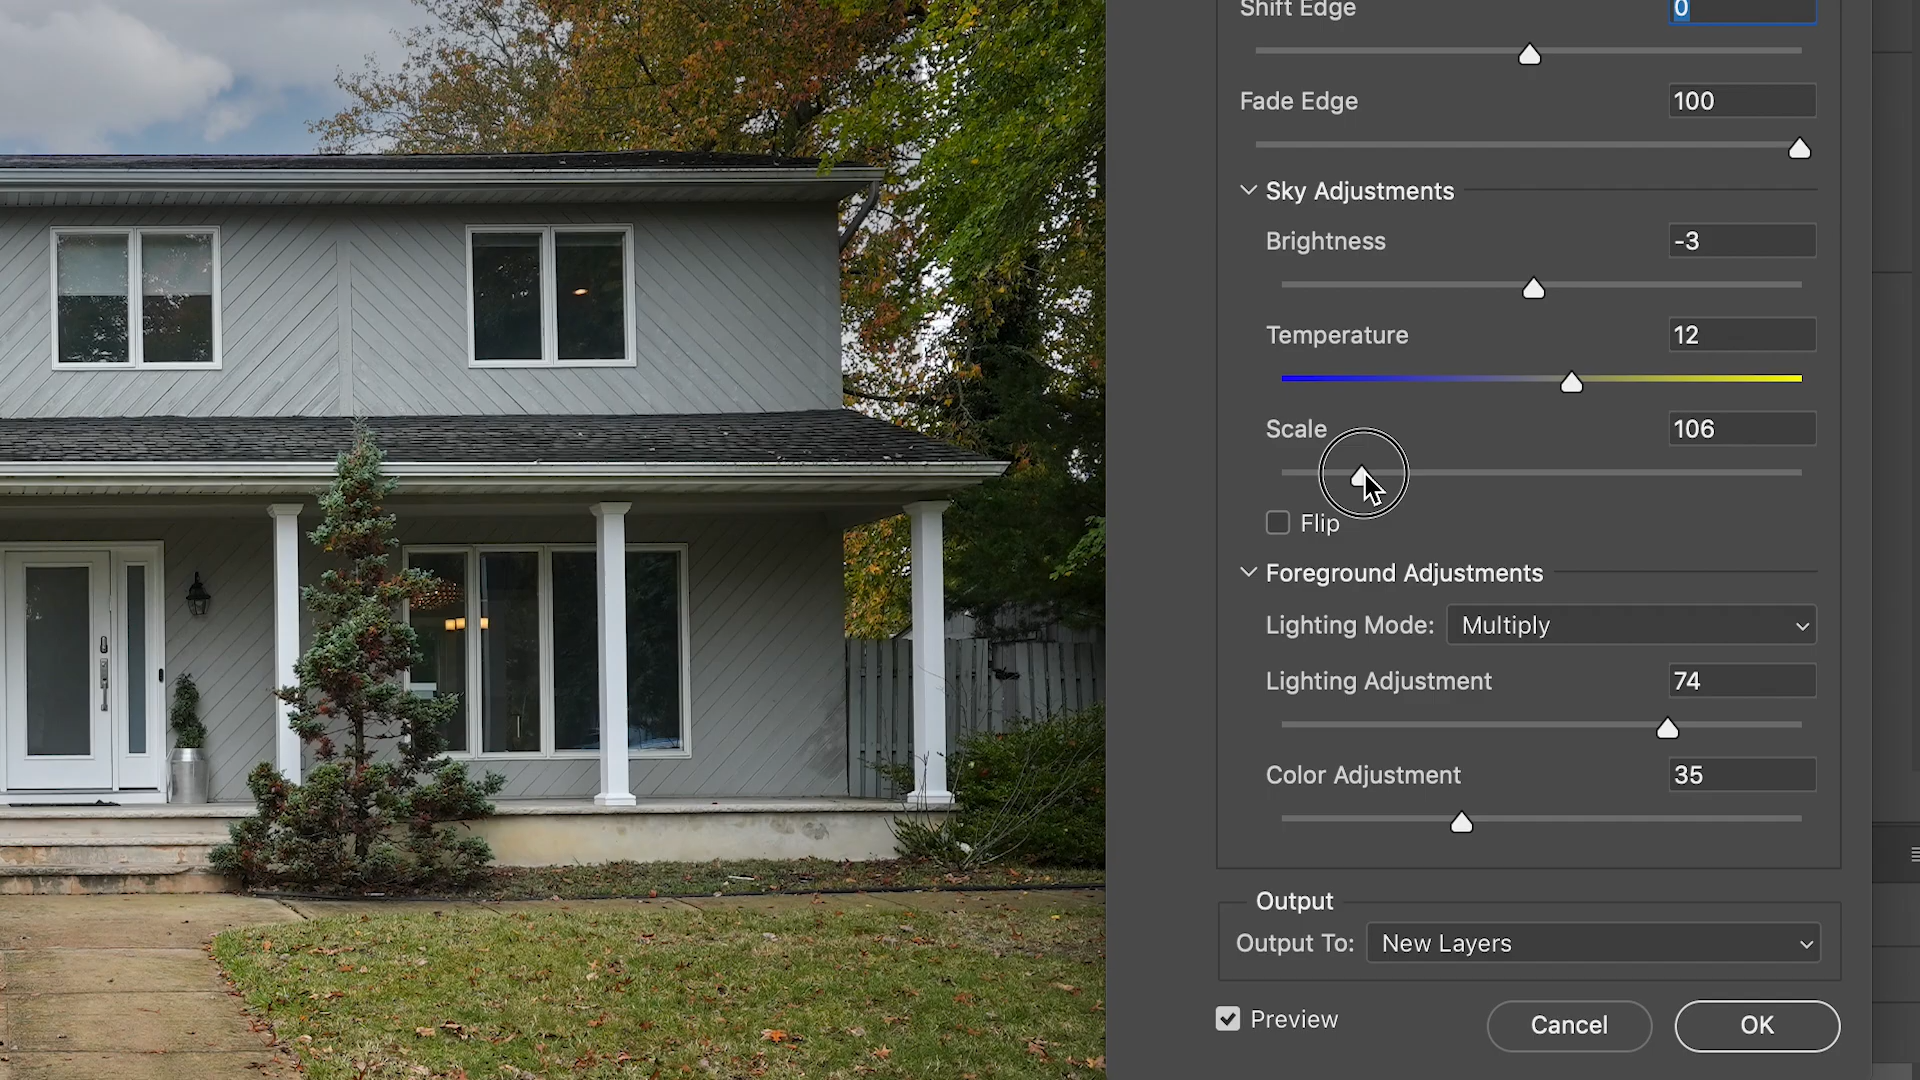 Shift Edge 0
Fade Edge 100
Sky Adjustments
Brightness -3
Temperature 12
Scale 106
Flip
Foreground Adjustments
Lighting Mode: Multiply
Lighting Adjustment 74
Color Adjustment 35
Output
Output To: New Layers
Preview Cancel OK